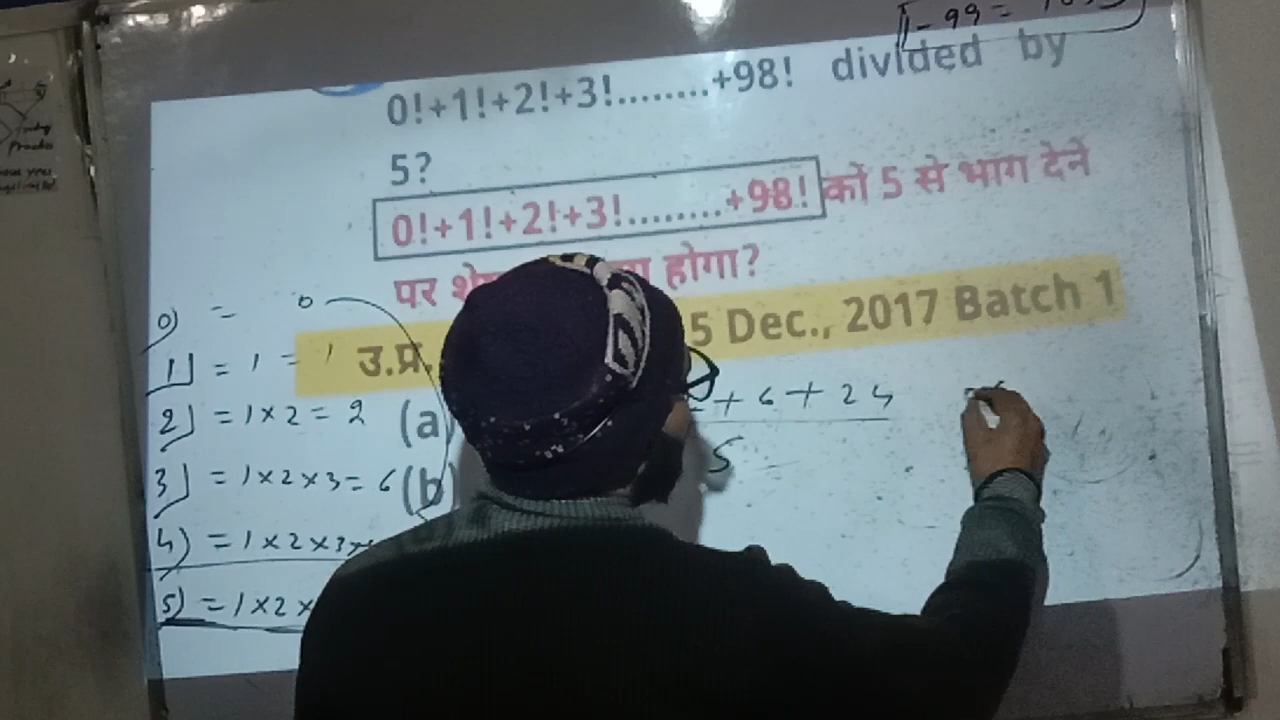 1-99 =
0!+1!+2!+3!........+98! divided by
5?
0!+1!+2!+3!........+98! को 5 से भाग देने
पर होगा?
उ.प्र. 5 Dec., 2017 Batch 1
0) = 0
1) = 1 = 1
2) = 1×2 = 2
3) = 1×2×3 = 6
4) = 1×2×3×
5) = 1×2×
(a)
(b)
+ 6 + 24
5